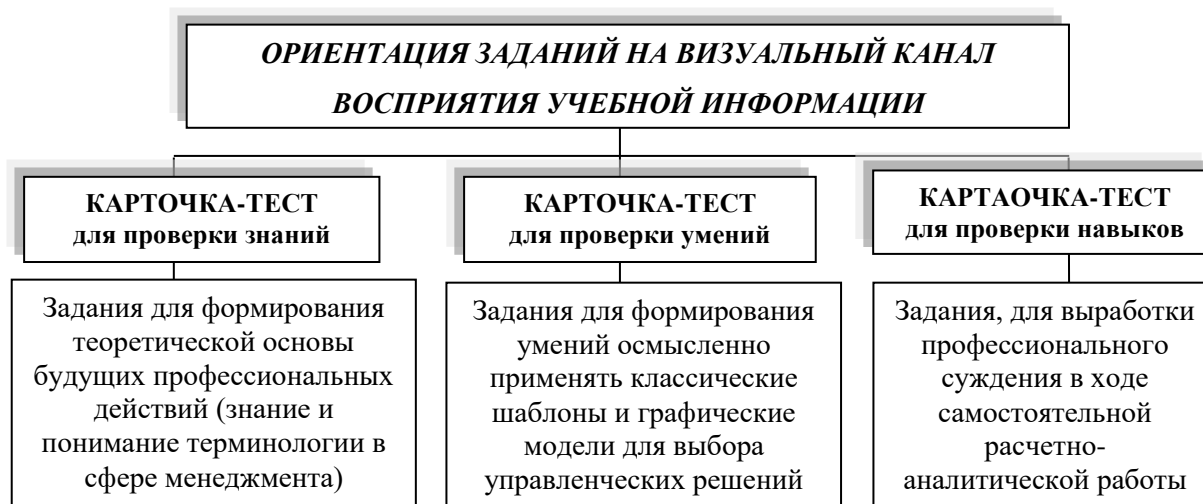 ОРИЕНТАЦИЯ ЗАДАНИЙ НА ВИЗУАЛЬНЫЙ КАНАЛ
ВОСПРИЯТИЯ УЧЕБНОЙ ИНФОРМАЦИИ
КАРТОЧКА-ТЕСТ
для проверки знаний
Задания для формирования
теоретической основы
будущих профессиональных
действий (знание и
понимание терминологии в
сфере менеджмента)
КАРТОЧКА-ТЕСТ
для проверки умений
Задания для формирования
умений осмысленно
применять классические
шаблоны и графические
модели для выбора
управленческих решений
КАРТАОЧКА-ТЕСТ
для проверки навыков
Задания, для выработки
профессионального
суждения в ходе
самостоятельной
расчетно-
аналитической работы